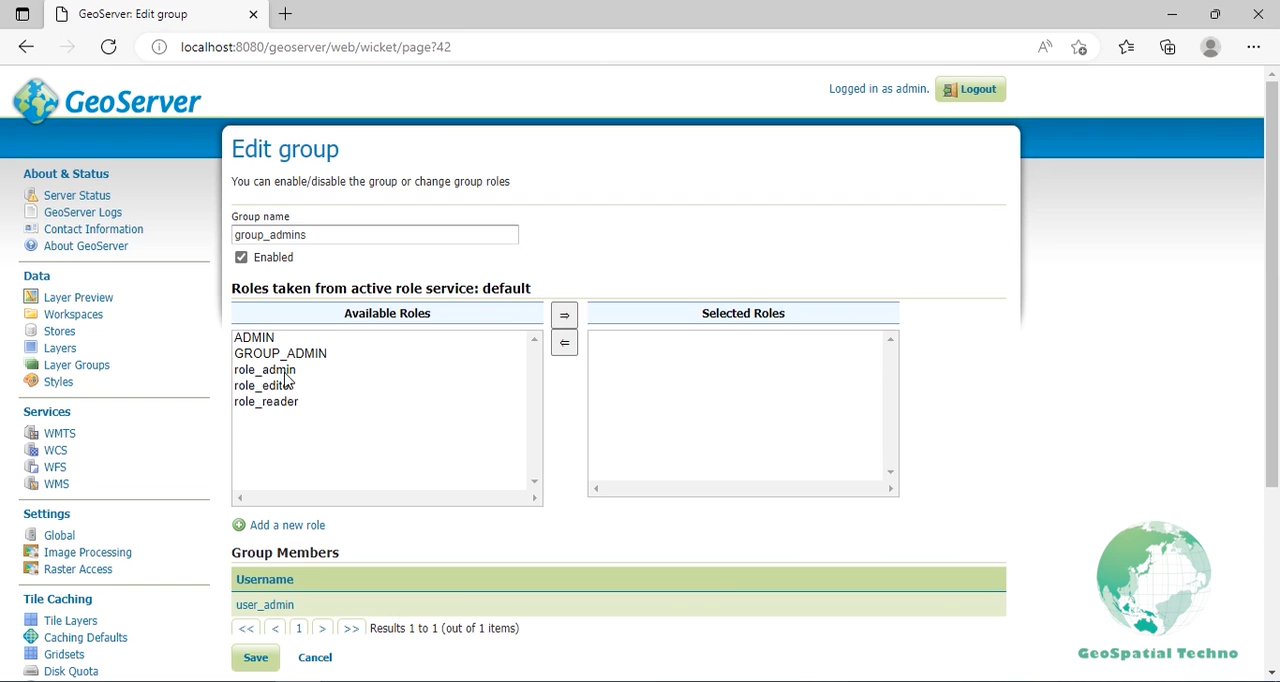 GeoServer: Edit group
localhost:8080/geoserver/web/wicket/page?42
GeoServer
Logged in as admin.
Logout
About & Status
Server Status
GeoServer Logs
Contact Information
About GeoServer
Data
Layer Preview
Workspaces
Stores
Layers
Layer Groups
Styles
Services
WMTS
WCS
WFS
WMS
Settings
Global
Image Processing
Raster Access
Tile Caching
Tile Layers
Caching Defaults
Gridsets
Disk Quota
Edit group
You can enable/disable the group or change group roles
Group name
group_admins
Enabled
Roles taken from active role service: default
Available Roles
ADMIN
GROUP_ADMIN
role_admin
role_editor
role_reader
⇒
⇐
Selected Roles
Add a new role
Group Members
Username
user_admin
<< < 1 > >> Results 1 to 1 (out of 1 items)
Save Cancel
GeoSpatial Techno